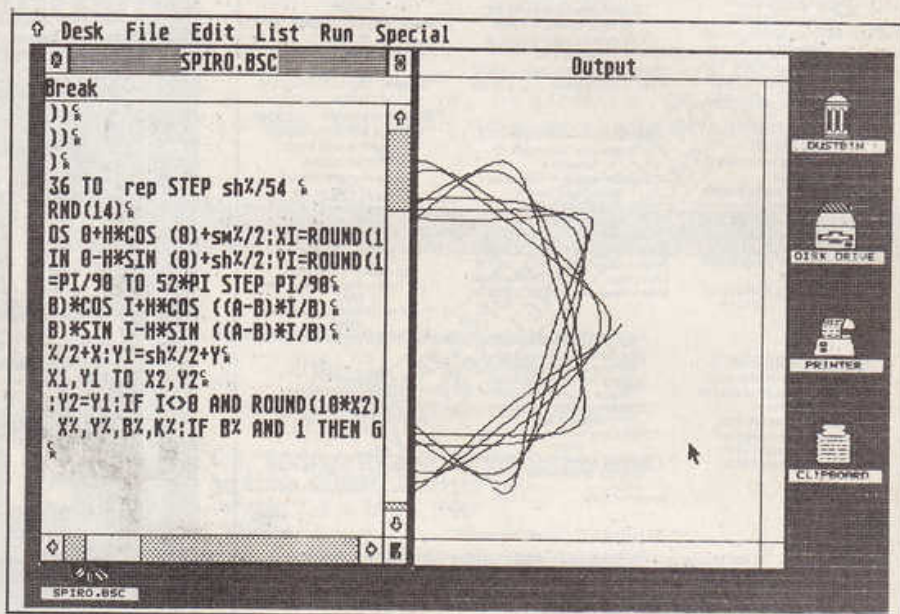 Desk File Edit List Run Special
SPIRO.BSC
Output
Break
))␍
))␍
)␍
36 TO rep STEP sh%/54 ␍
RND(14)␍
OS 0+H*COS (0)+sw%/2:XI=ROUND(1
IN 0-H*SIN (0)+sh%/2:YI=ROUND(1
=PI/90 TO 52*PI STEP PI/90␍
B)*COS I+H*COS ((A-B)*I/B)␍
B)*SIN I-H*SIN ((A-B)*I/B)␍
%/2+X:Y1=sh%/2+Y␍
X1,Y1 TO X2,Y2␍
:Y2=Y1:IF I<>0 AND ROUND(10*X2)
X%,Y%,B%,K%:IF B% AND 1 THEN G
␍
DUSTBIN
DISK DRIVE
PRINTER
CLIPBOARD
SPIRO.BSC